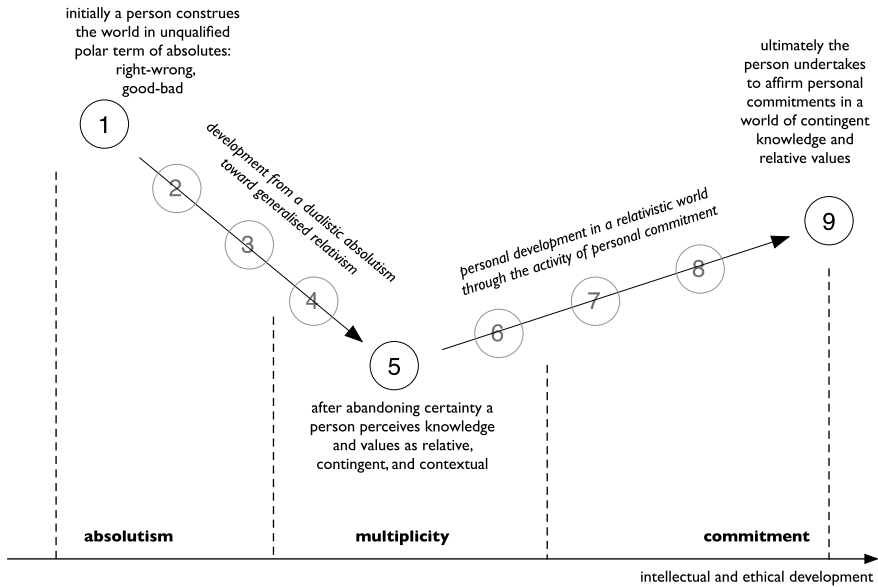 initially a person construes
the world in unqualified
polar term of absolutes:
right-wrong,
good-bad
1
2
3
4
development from a dualistic absolutism
toward generalised relativism
5
after abandoning certainty a
person perceives knowledge
and values as relative,
contingent, and contextual
personal development in a relativistic world
through the activity of personal commitment
6
7
8
ultimately the
person undertakes
to affirm personal
commitments in a
world of contingent
knowledge and
relative values
9
absolutism
multiplicity
commitment
intellectual and ethical development